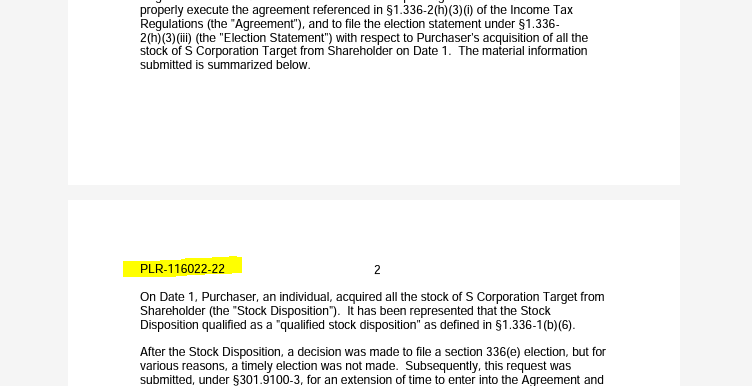 properly execute the agreement referenced in §1.336-2(h)(3)(i) of the Income Tax
Regulations (the "Agreement"), and to file the election statement under §1.336-
2(h)(3)(iii) (the "Election Statement") with respect to Purchaser's acquisition of all the
stock of S Corporation Target from Shareholder on Date 1.  The material information
submitted is summarized below.
PLR-116022-22
2
On Date 1, Purchaser, an individual, acquired all the stock of S Corporation Target from
Shareholder (the "Stock Disposition").  It has been represented that the Stock
Disposition qualified as a "qualified stock disposition" as defined in §1.336-1(b)(6).
After the Stock Disposition, a decision was made to file a section 336(e) election, but for
various reasons, a timely election was not made.  Subsequently, this request was
submitted, under §301.9100-3, for an extension of time to enter into the Agreement and